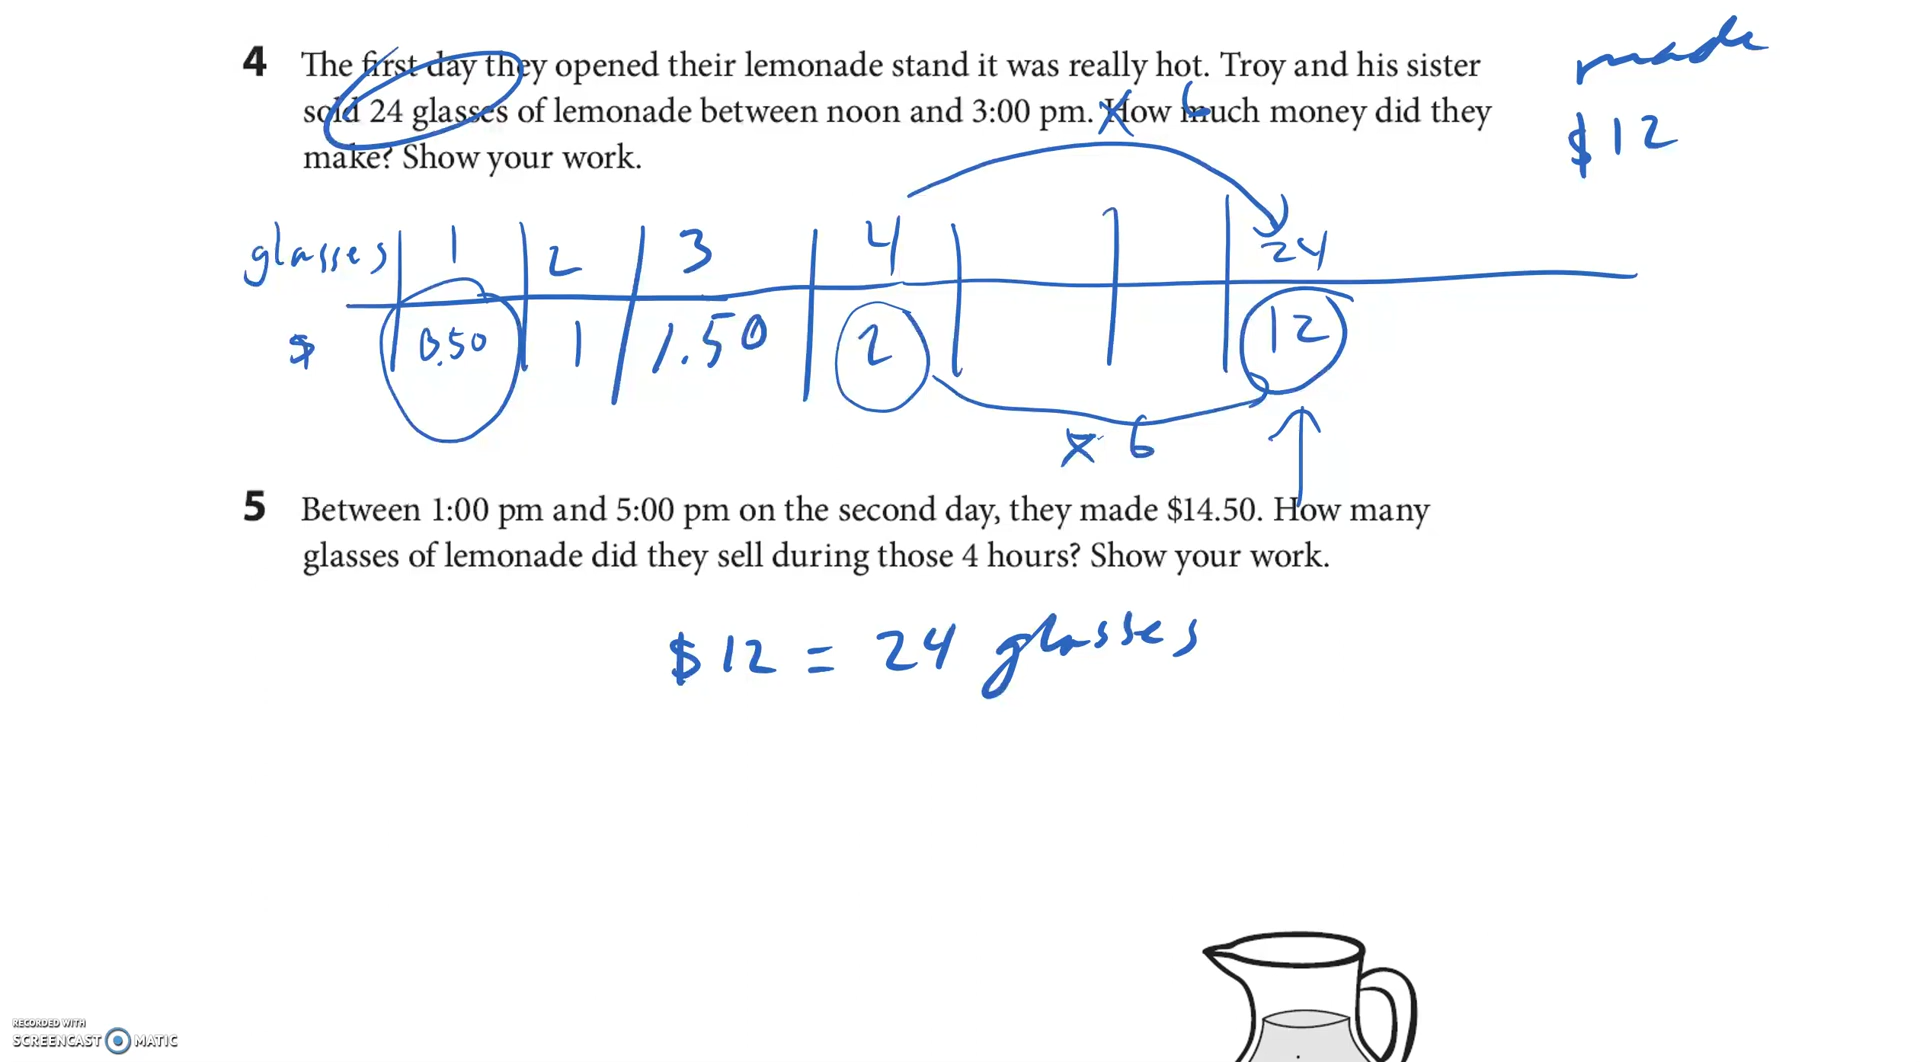 made
4 The first day they opened their lemonade stand it was really hot. Troy and his sister
sold 24 glasses of lemonade between noon and 3:00 pm. How much money did they
make? Show your work.
$12
x 6
glasses 1 2 3 4 24
$ 0.50 1 1.50 2 12
x 6
5 Between 1:00 pm and 5:00 pm on the second day, they made $14.50. How many
glasses of lemonade did they sell during those 4 hours? Show your work.
$12 = 24 glasses
RECORDED WITH
SCREENCAST MATIC